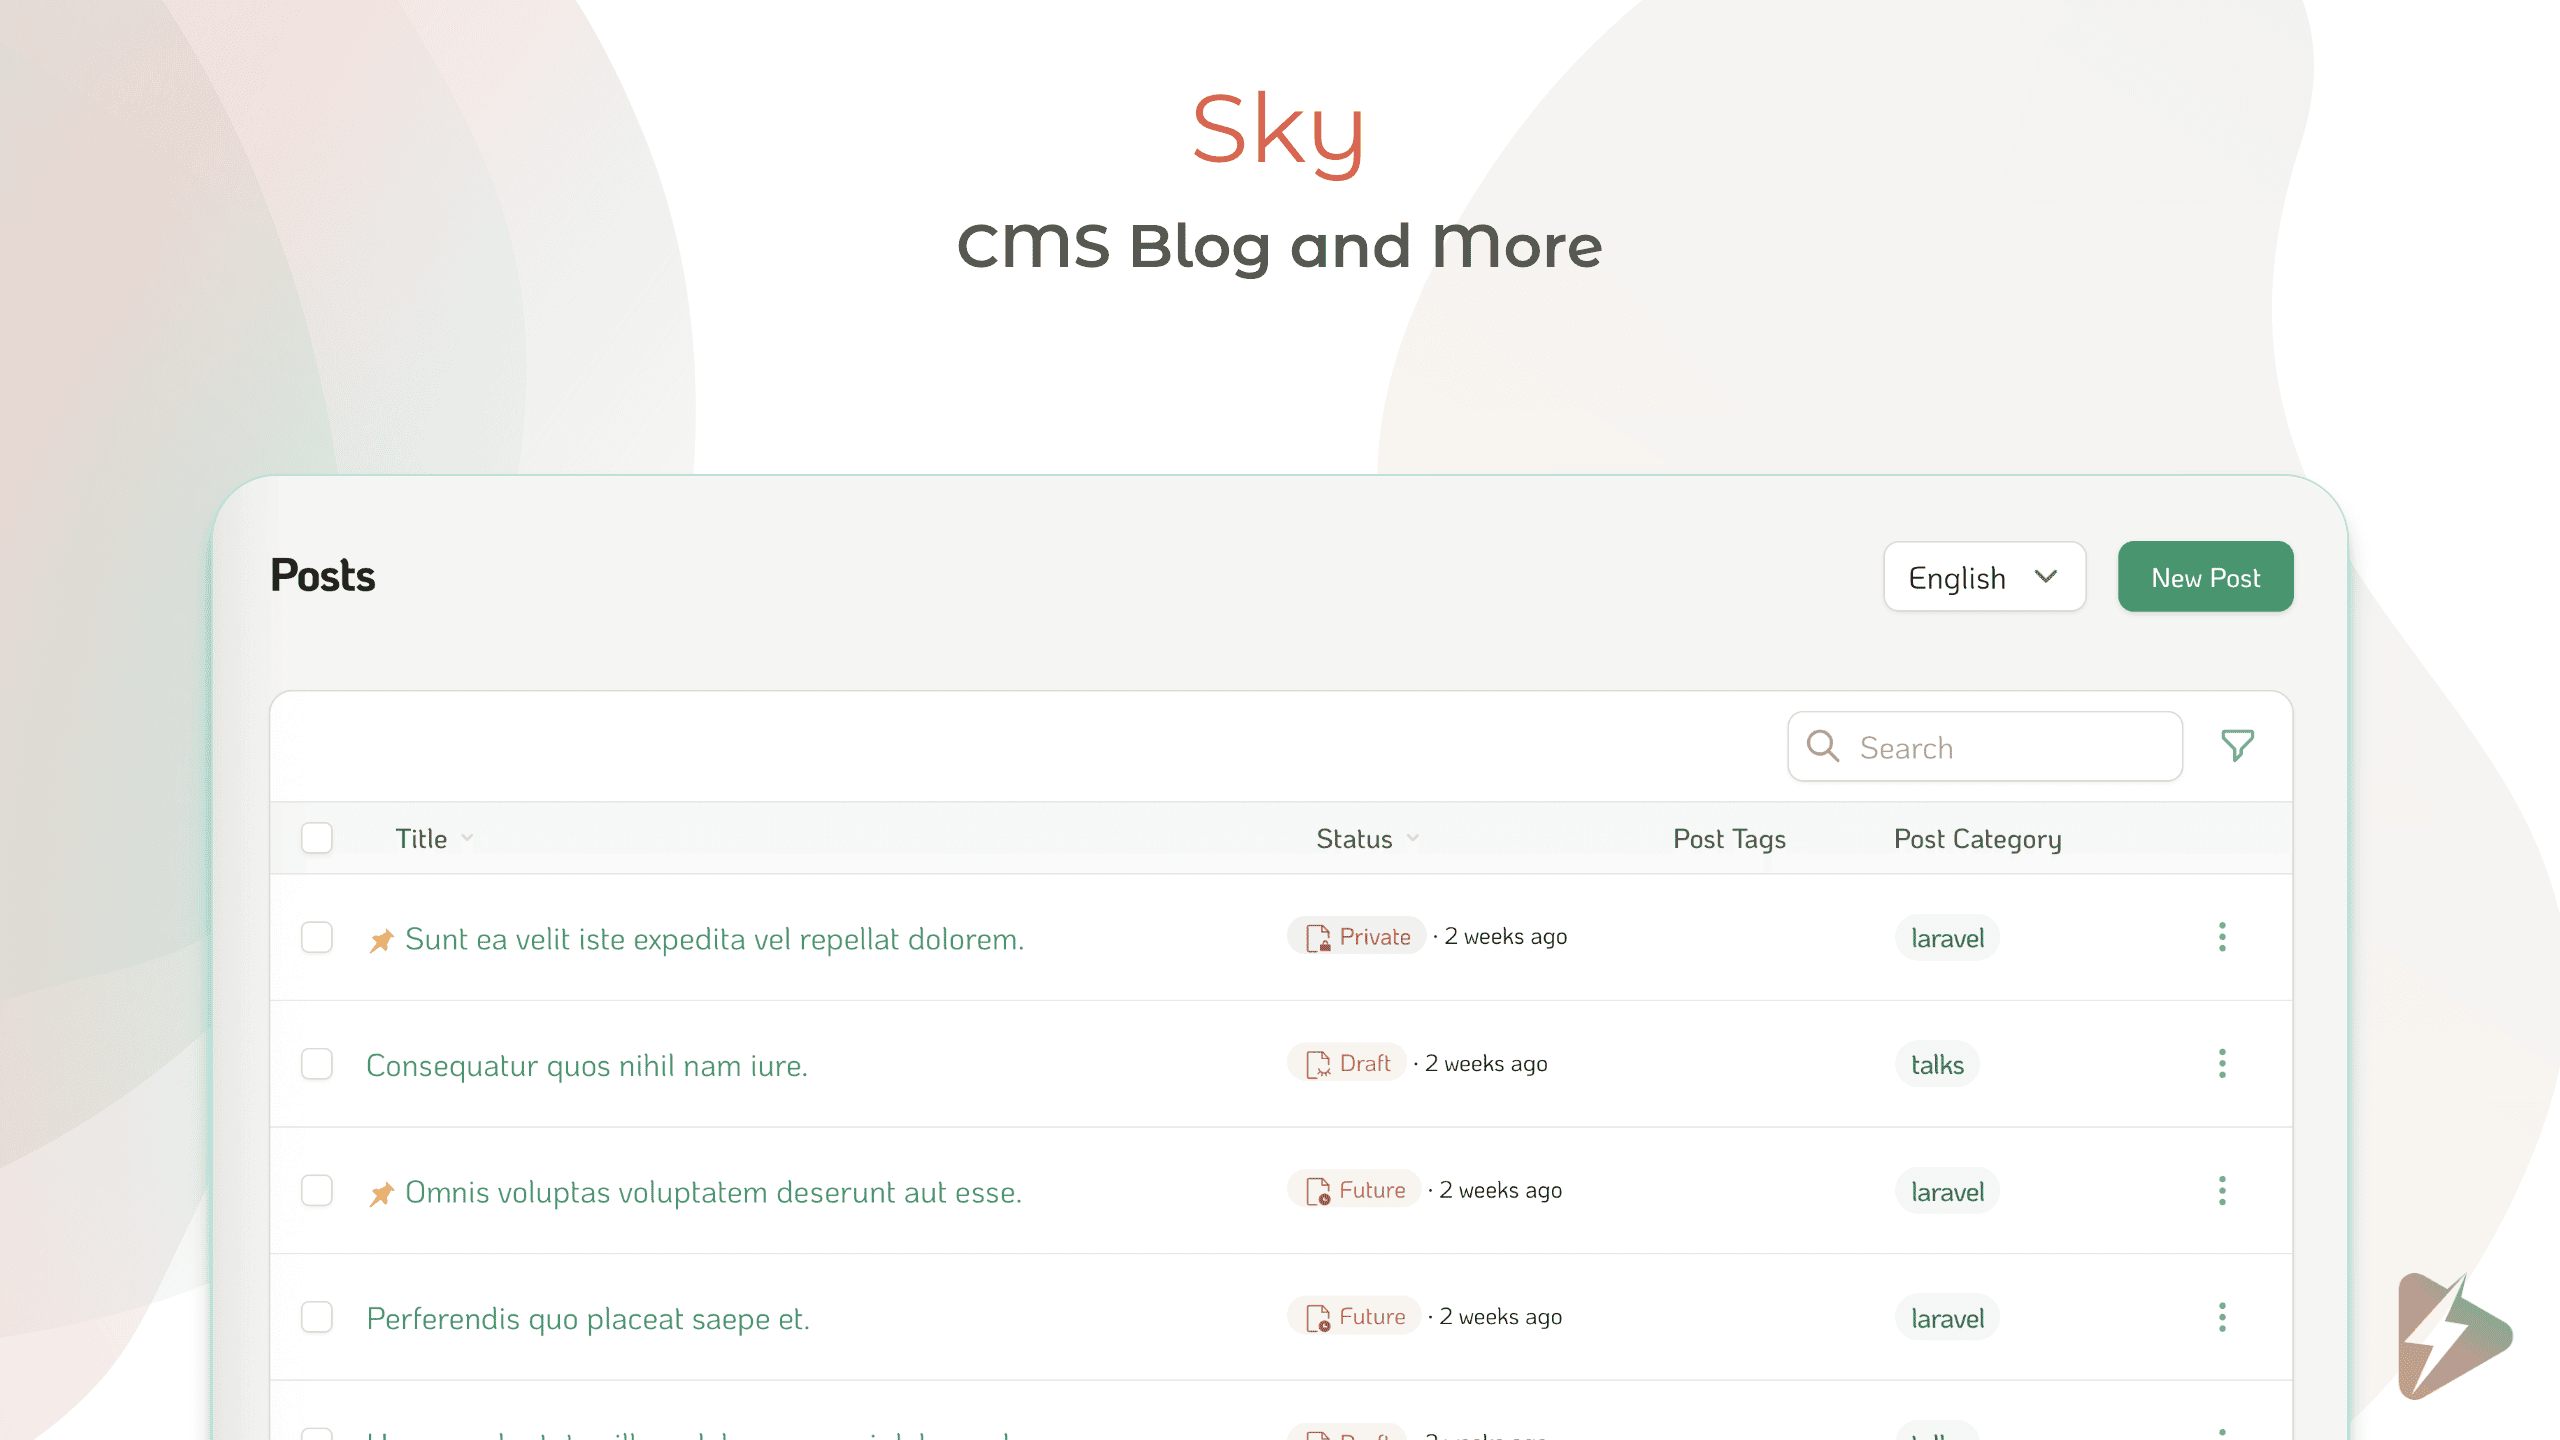 Sky
CMS Blog and More
Posts
English
New Post
Search
Title
Status
Post Tags
Post Category
Sunt ea velit iste expedita vel repellat dolorem.
Private · 2 weeks ago
laravel
Consequatur quos nihil nam iure.
Draft · 2 weeks ago
talks
Omnis voluptas voluptatem deserunt aut esse.
Future · 2 weeks ago
laravel
Perferendis quo placeat saepe et.
Future · 2 weeks ago
laravel